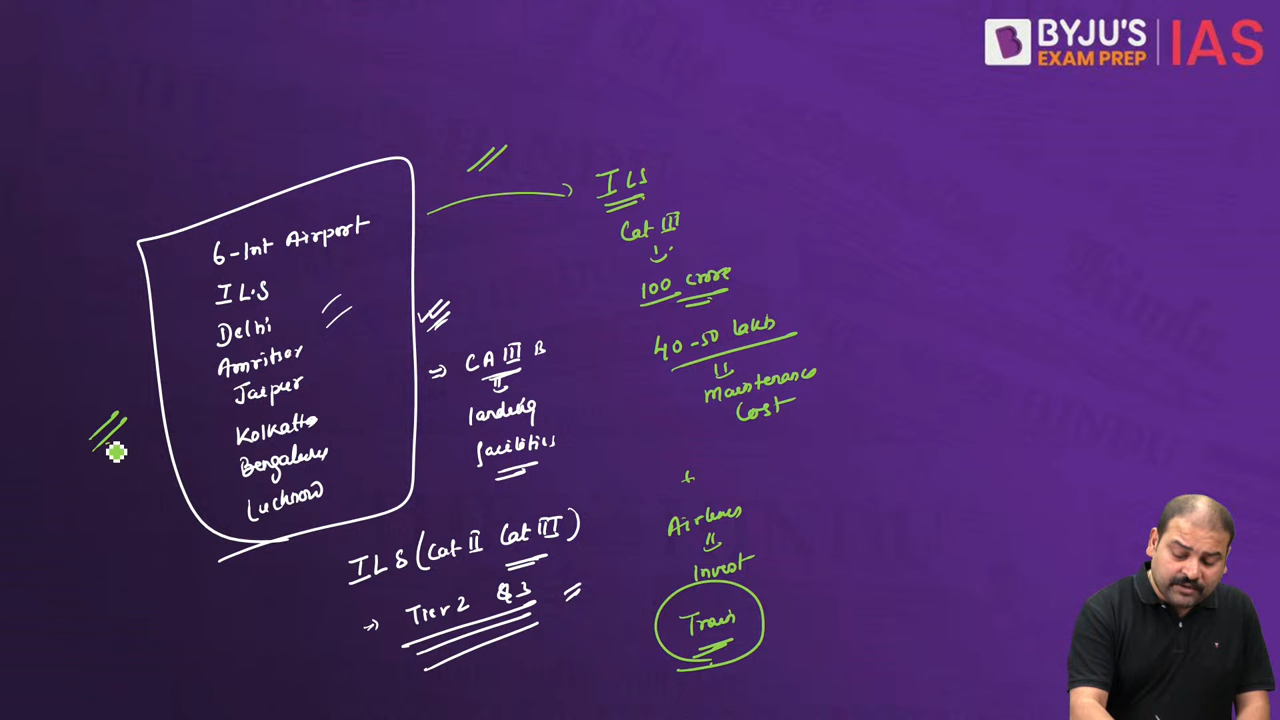 BYJU'S
EXAM PREP
IAS
6-Int Airport
ILS
Delhi
Amritsar
Jaipur
Kolkatta
Bengaluru
Lucknow
=> CA III B
landing
facilities
ILS (Cat II Cat III)
=> Tier 2 & 3
ILS
Cat III
100 crore
40-50 lakh
Maintenance
Cost
+
Airlines
Invest
Train